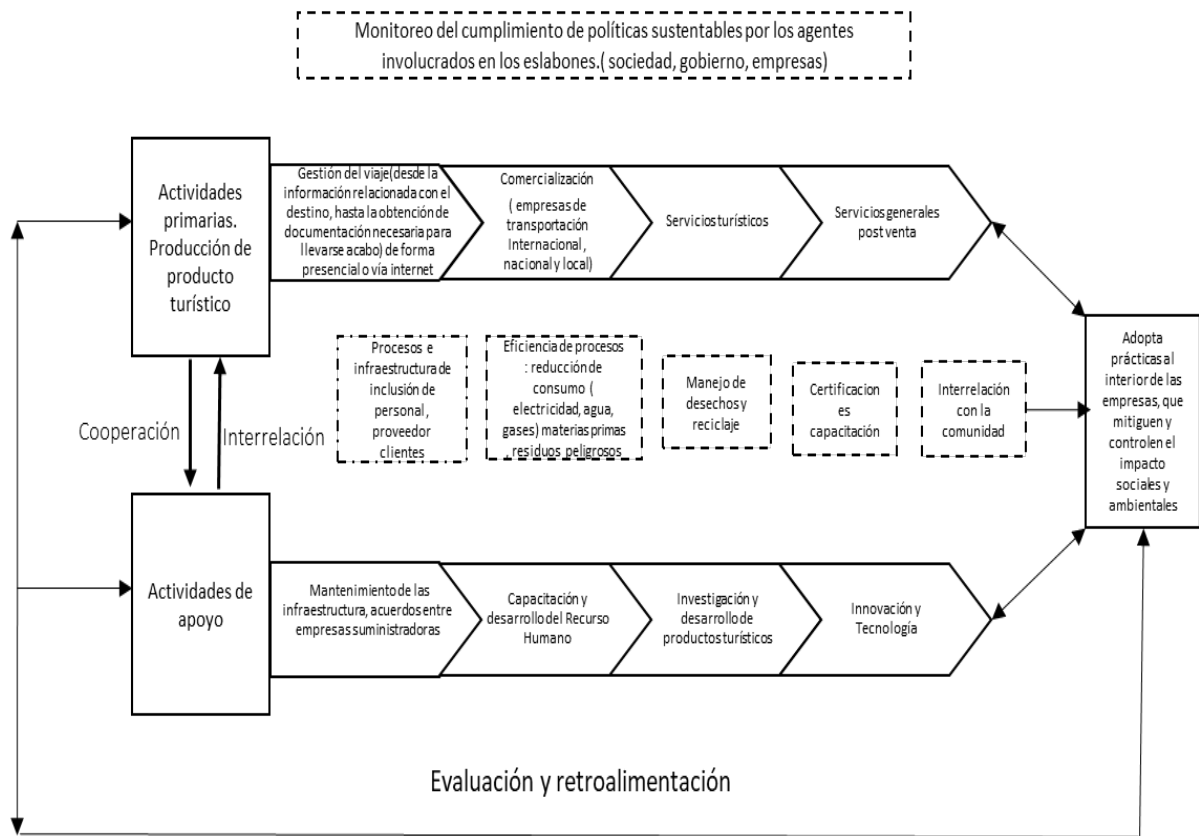 Monitoreo del cumplimiento de políticas sustentables por los agentes
involucrados en los eslabones.( sociedad, gobierno, empresas)
Actividades
primarias.
Producción de
producto
turístico
Gestión del viaje(desde la
información relacionada con el
destino, hasta la obtención de
documentación necesaria para
llevarse acabo) de forma
presencial o vía internet
Comercialización
( empresas de
transportación
Internacional,
nacional y local)
Servicios turísticos
Servicios generales
post venta
Cooperación
Interrelación
Procesos e
infraestructura de
inclusión de
personal,
proveedor
clientes
Eficiencia de procesos
: reducción de
consumo (
electricidad, agua,
gases) materias primas
, residuos peligrosos
Manejo de
desechos y
reciclaje
Certificacion
es
capacitación
Interrelación
con la
comunidad
Adopta
prácticas al
interior de las
empresas, que
mitiguen y
controlen el
impacto
sociales y
ambientales
Actividades de
apoyo
Mantenimiento de las
infraestructura, acuerdos entre
empresas suministradoras
Capacitación y
desarrollo del Recurso
Humano
Investigación y
desarrollo de
productos turísticos
Innovación y
Tecnología
Evaluación y retroalimentación